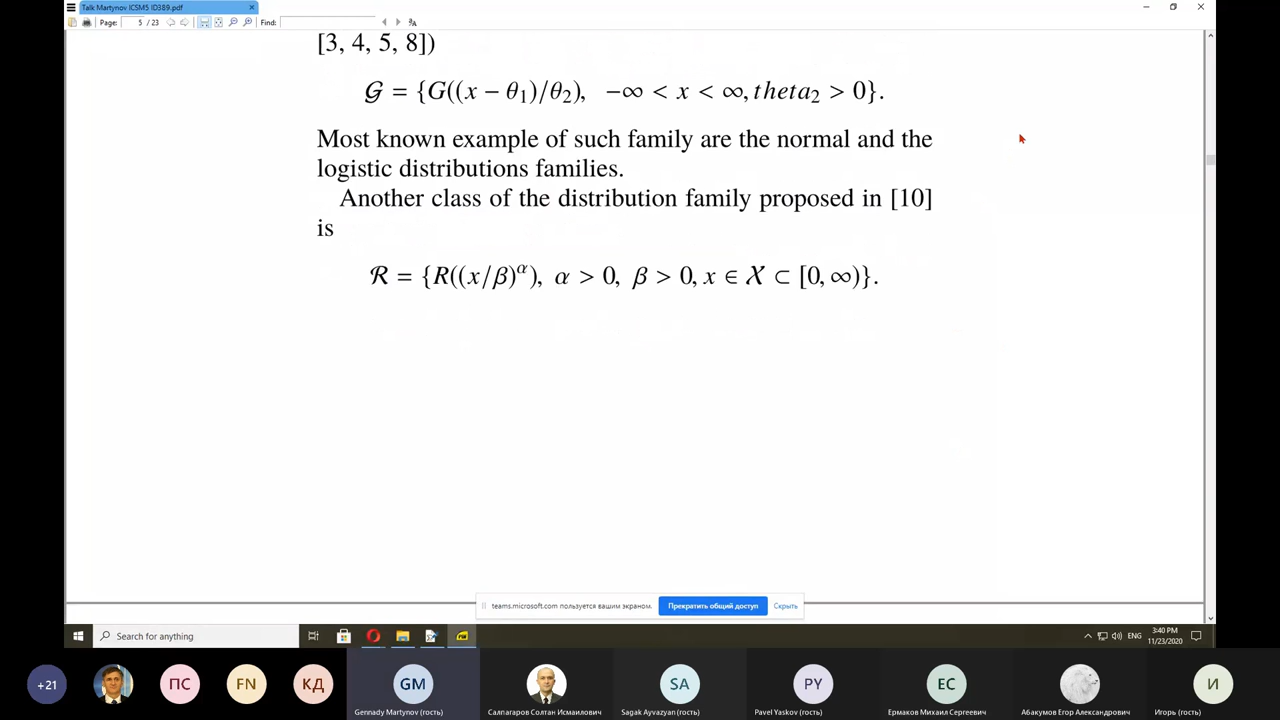 Talk Martynov ICSM5 ID389.pdf
Page: 5 / 23 Find:
[3, 4, 5, 8])
𝒢 = {G((x − θ₁)/θ₂), −∞ < x < ∞, theta₂ > 0}.
Most known example of such family are the normal and the
logistic distributions families.
Another class of the distribution family proposed in [10]
is
ℛ = {R((x/β)^α), α > 0, β > 0, x ∈ 𝒳 ⊂ [0, ∞)}.
teams.microsoft.com пользуется вашим экраном. Прекратить общий доступ Скрыть
Search for anything
ENG
3:40 PM
11/23/2020
+21 ПС FN КД GM SA PY EC И
Gennady Martynov (гость) Салпагаров Солтан Исмаилович Sagak Ayvazyan (гость) Pavel Yaskov (гость) Ермаков Михаил Сергеевич Абакумов Егор Александрович Игорь (гость)